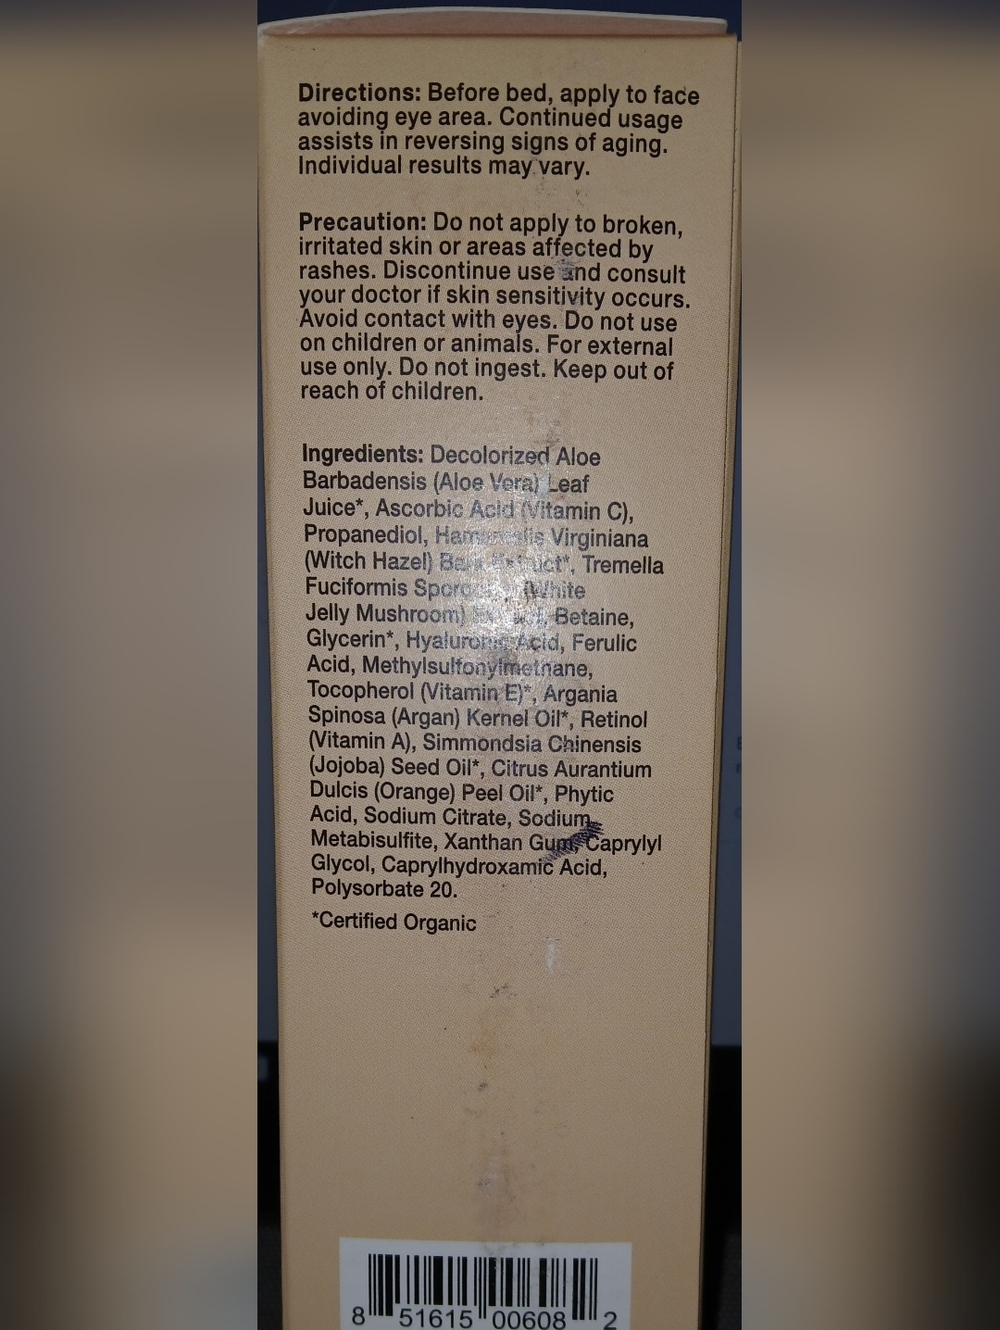 Directions: Before bed, apply to face
avoiding eye area. Continued usage
assists in reversing signs of aging.
Individual results may vary.
Precaution: Do not apply to broken,
irritated skin or areas affected by
rashes. Discontinue use and consult
your doctor if skin sensitivity occurs.
Avoid contact with eyes. Do not use
on children or animals. For external
use only. Do not ingest. Keep out of
reach of children.
Ingredients: Decolorized Aloe
Barbadensis (Aloe Vera) Leaf
Juice*, Ascorbic Acid (Vitamin C),
Propanediol, Hamamelis Virginiana
(Witch Hazel) Bark Extract*, Tremella
Fuciformis (White
Jelly Mushroom) Betaine,
Glycerin*, Hyaluronic Acid, Ferulic
Acid, Methylsulfonylmethane,
Tocopherol (Vitamin E)*, Argania
Spinosa (Argan) Kernel Oil*, Retinol
(Vitamin A), Simmondsia Chinensis
(Jojoba) Seed Oil*, Citrus Aurantium
Dulcis (Orange) Peel Oil*, Phytic
Acid, Sodium Citrate, Sodium
Metabisulfite, Xanthan Gum, Caprylyl
Glycol, Caprylhydroxamic Acid,
Polysorbate 20.
*Certified Organic
8 51615 00608 2